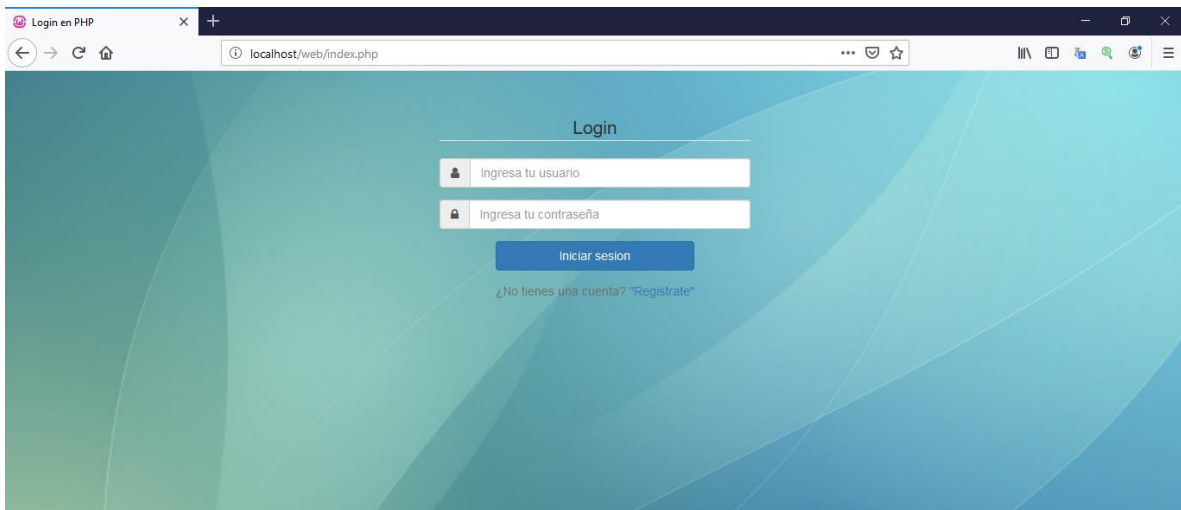 Login en PHP
localhost/web/index.php
Login
Ingresa tu usuario
Ingresa tu contraseña
Iniciar sesion
¿No tienes una cuenta? "Registrate"